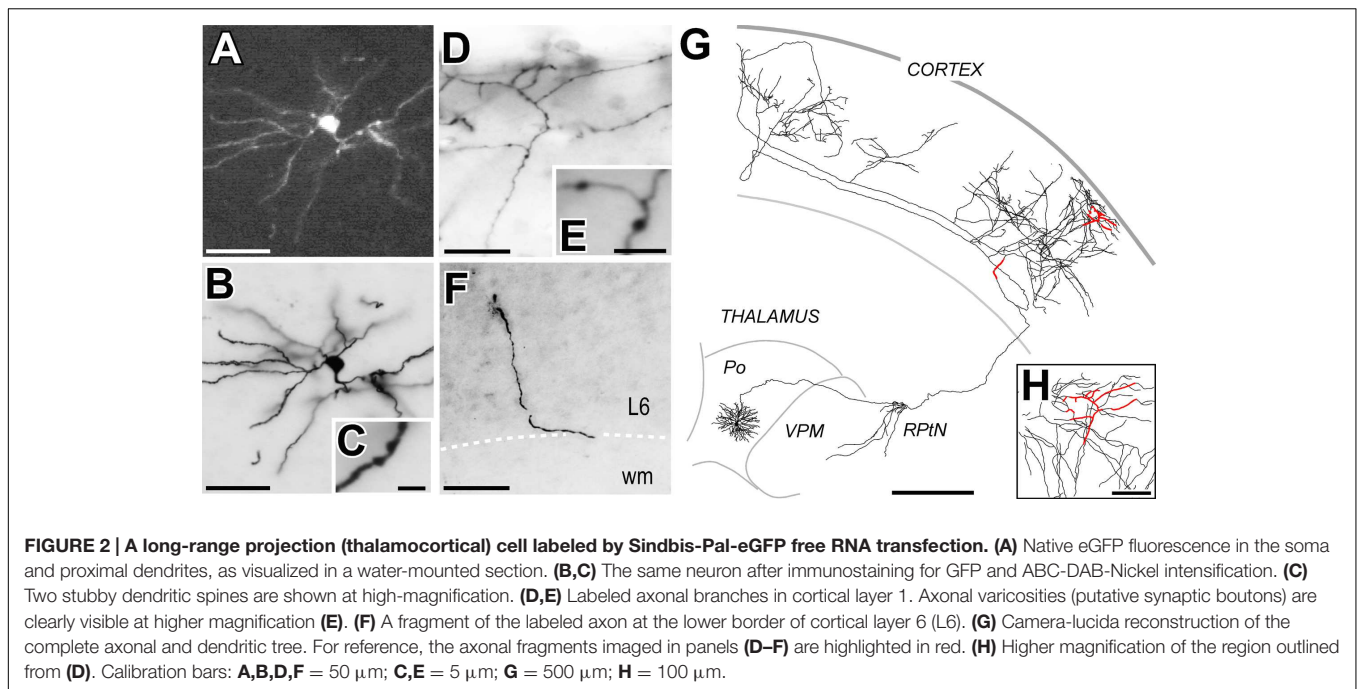 A
D
G
CORTEX
E
B
F
THALAMUS
Po
H
C
L6
VPM
RPtN
wm
FIGURE 2 | A long-range projection (thalamocortical) cell labeled by Sindbis-Pal-eGFP free RNA transfection. (A) Native eGFP fluorescence in the soma
and proximal dendrites, as visualized in a water-mounted section. (B,C) The same neuron after immunostaining for GFP and ABC-DAB-Nickel intensification. (C)
Two stubby dendritic spines are shown at high-magnification. (D,E) Labeled axonal branches in cortical layer 1. Axonal varicosities (putative synaptic boutons) are
clearly visible at higher magnification (E). (F) A fragment of the labeled axon at the lower border of cortical layer 6 (L6). (G) Camera-lucida reconstruction of the
complete axonal and dendritic tree. For reference, the axonal fragments imaged in panels (D–F) are highlighted in red. (H) Higher magnification of the region outlined
from (D). Calibration bars: A,B,D,F = 50 μm; C,E = 5 μm; G = 500 μm; H = 100 μm.